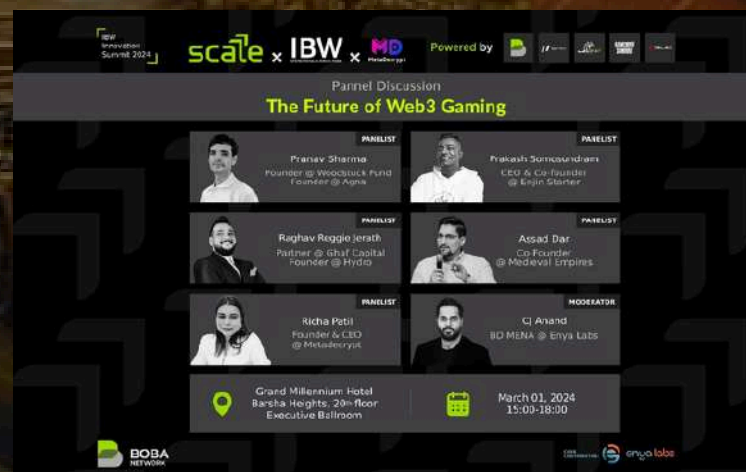 IBW
Innovation
Summit 2024
scale x IBW x MD
MetaDecrypt
Powered by
Pannel Discussion
The Future of Web3 Gaming
PANELIST
Pranav Sharma
Founder @ Woodstock Fund
Founder @ Agna
PANELIST
Prakash Somosundram
CEO & Co-founder
@ Enjin Starter
PANELIST
Raghav Reggie Jerath
Partner @ Ghaf Capital
Founder @ Hydro
PANELIST
Assad Dar
Co Founder
@ Medieval Empires
PANELIST
Richa Patil
Founder & CEO
@ Metadecrypt
MODERATOR
CJ Anand
BD MENA @ Enya Labs
Grand Millennium Hotel
Barsha Heights, 20th floor
Executive Ballroom
March 01, 2024
15:00-18:00
BOBA
NETWORK
enya labs